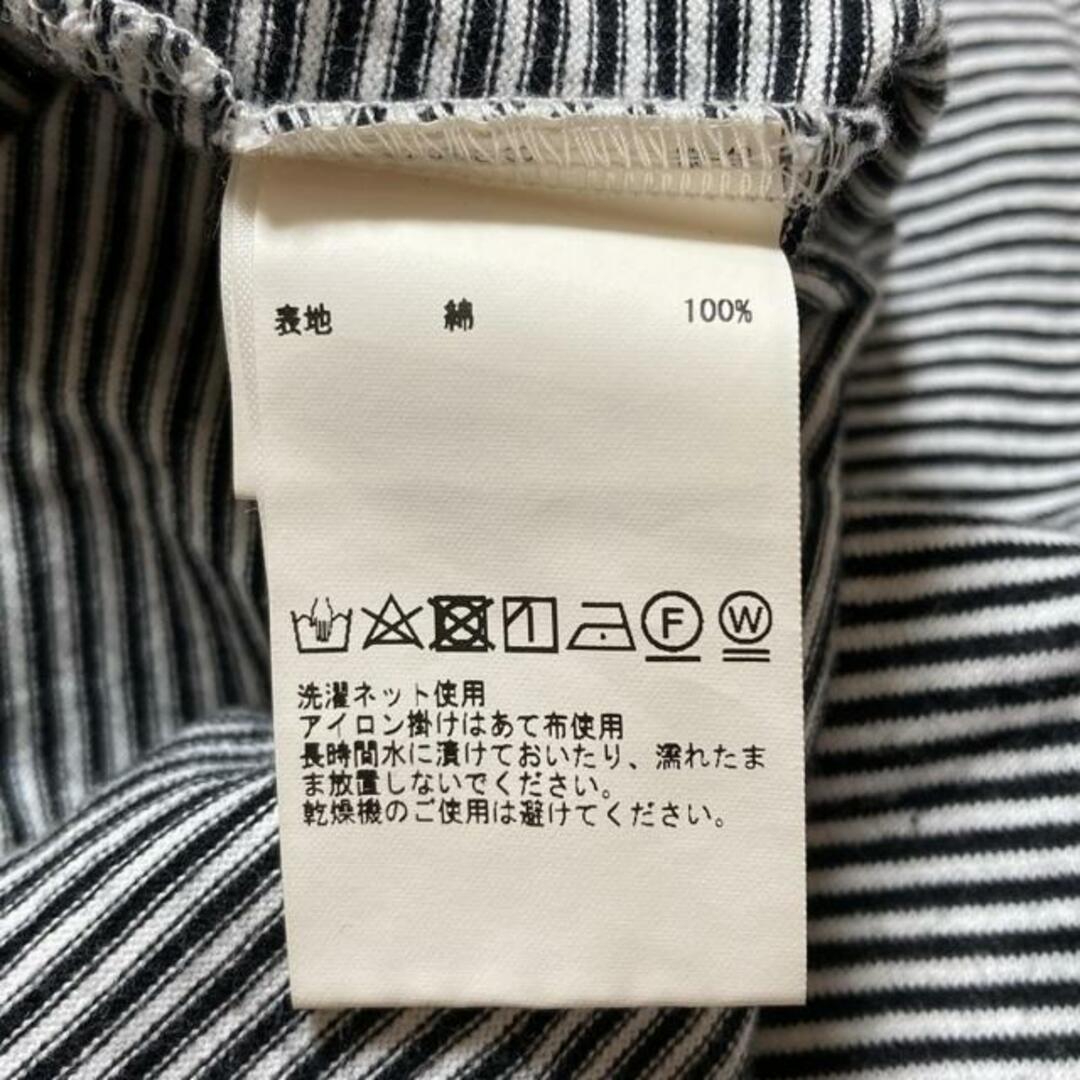 表地 綿 100%
F W
洗濯ネット使用
アイロン掛けはあて布使用
長時間水に漬けておいたり、濡れたま
ま放置しないでください。
乾燥機のご使用は避けてください。